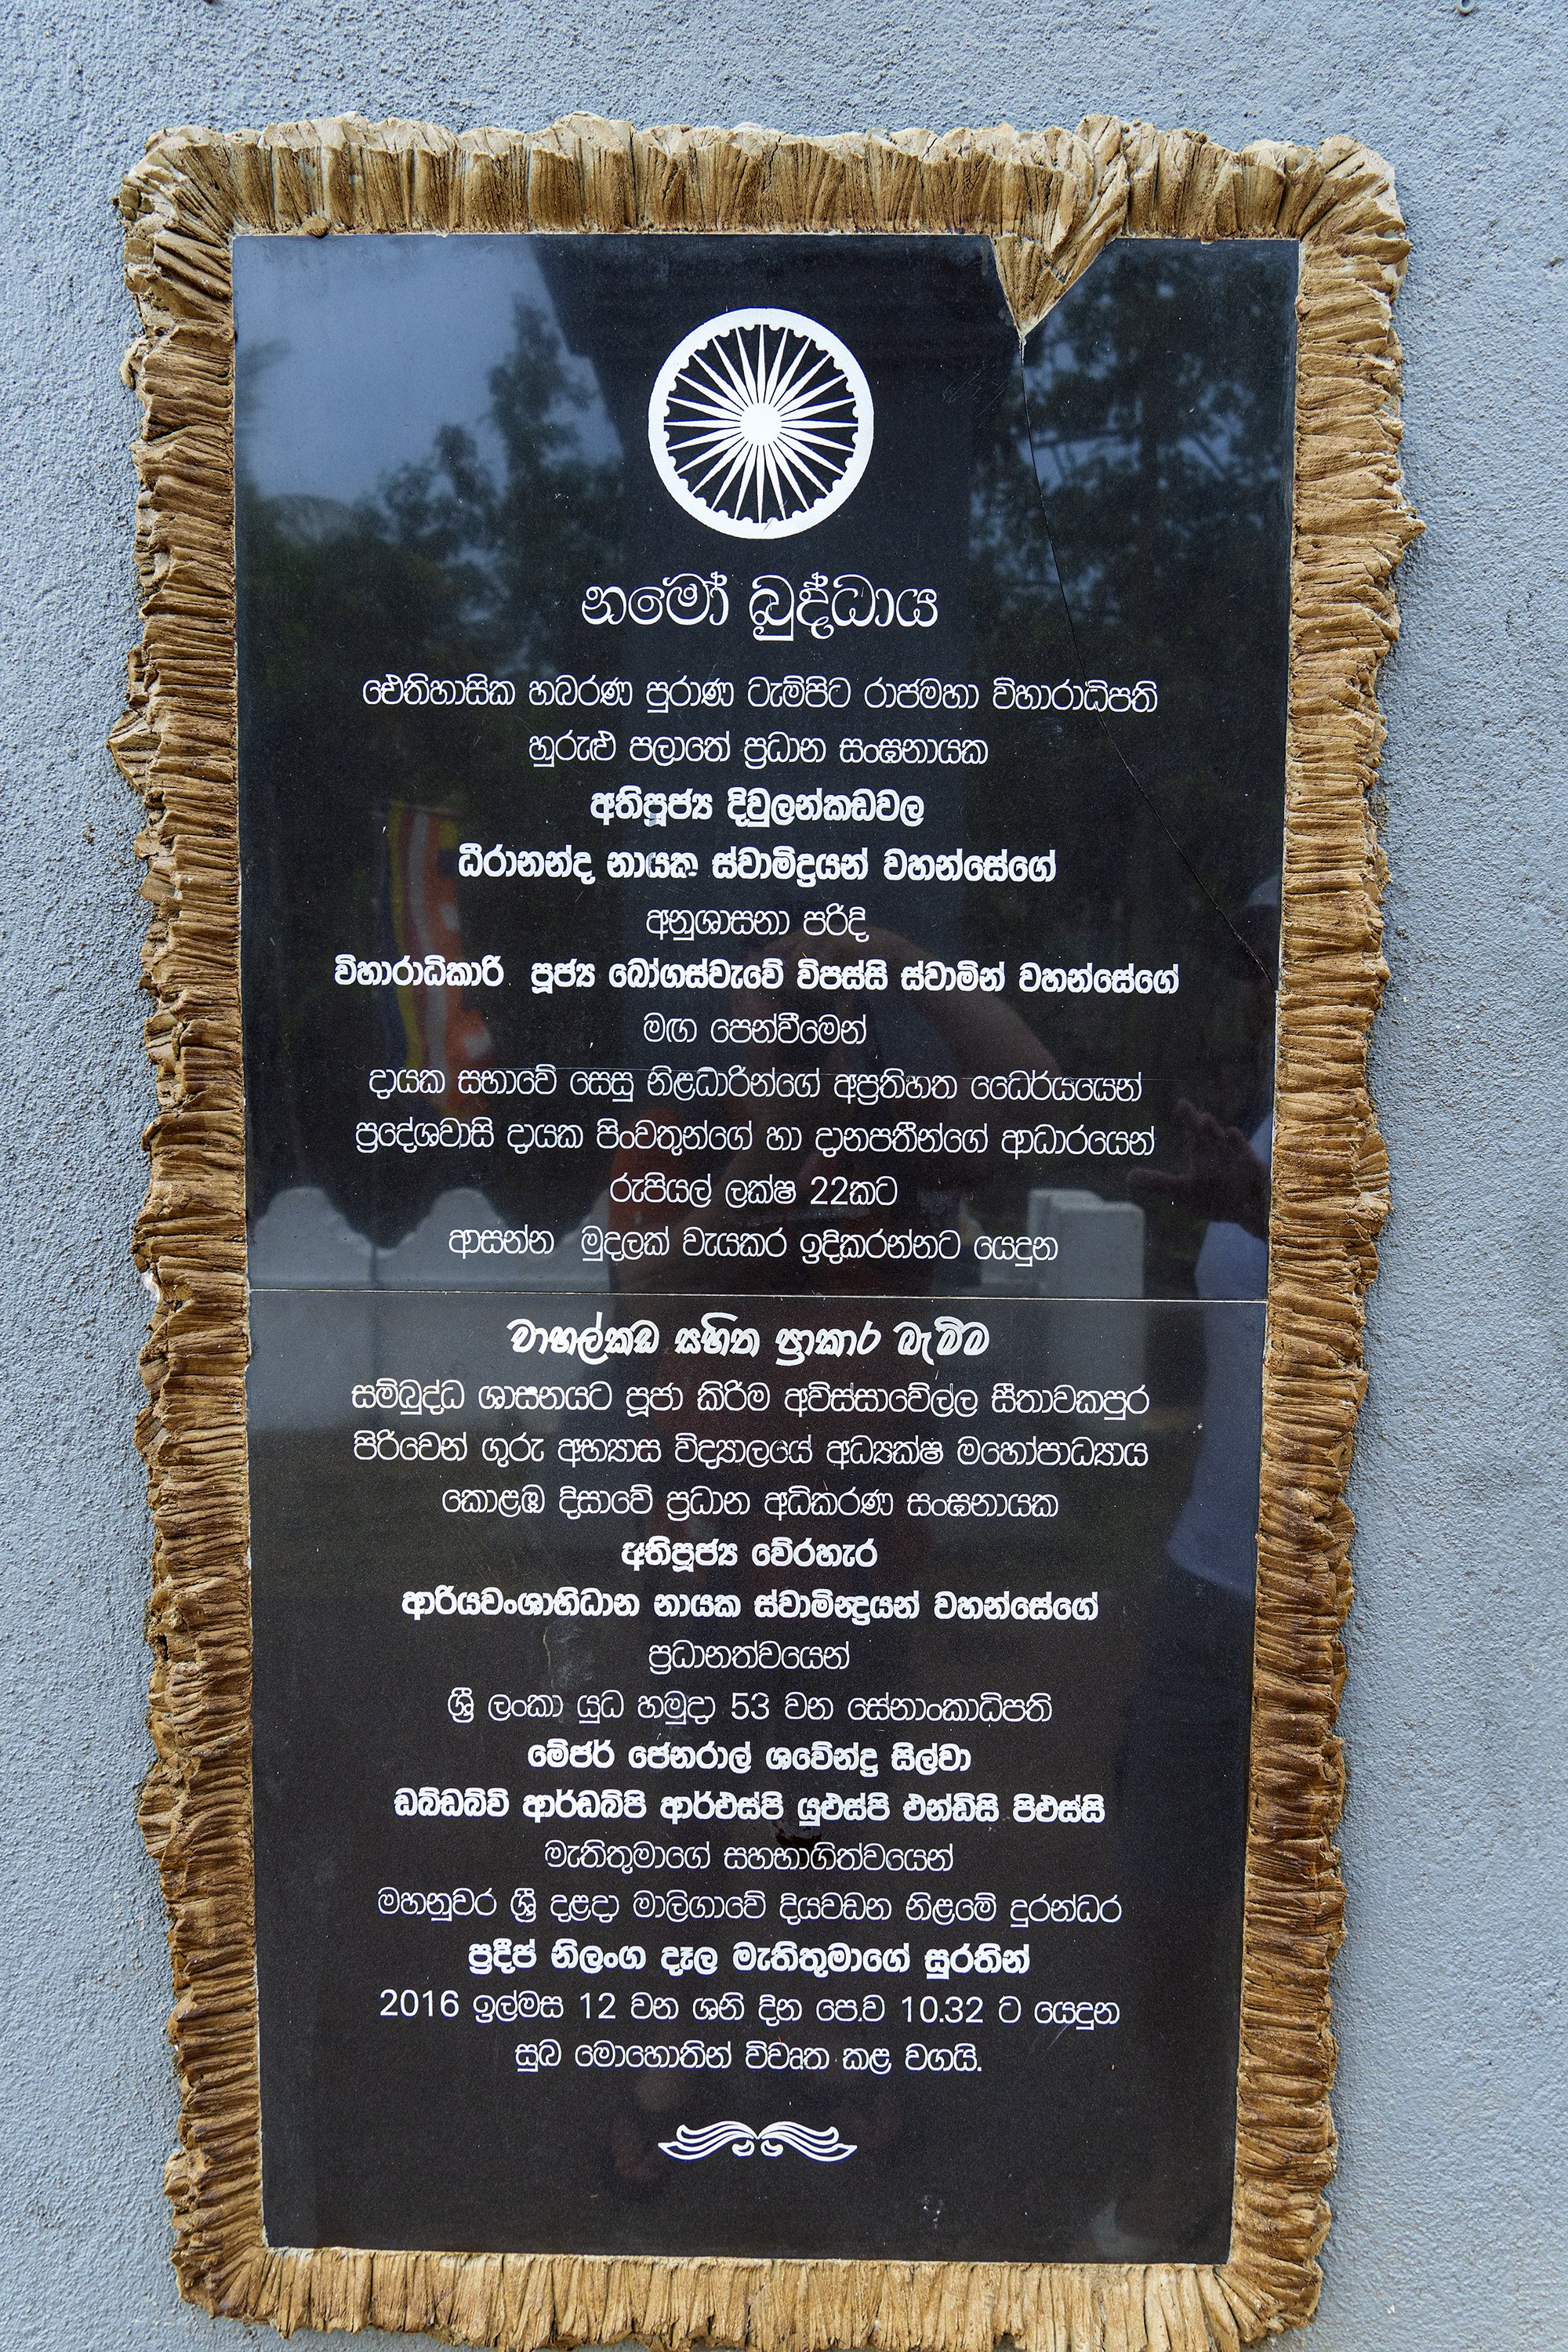 නමෝ බුද්ධාය
ඓතිහාසික හබරණ පුරාණ ටැම්පිට රාජමහා විහාරාධිපති
හුරුළු පලාතේ ප්‍රධාන සංඝනායක
අතිපූජ්‍ය දිවුලන්කඩවල
ධීරානන්ද නායක ස්වාමිද්‍රයන් වහන්සේගේ
අනුශාසනා පරිදි
විහාරාධිකාරි පූජ්‍ය බෝගස්වැවේ විපස්සි ස්වාමින් වහන්සේගේ
මඟ පෙන්වීමෙන්
දායක සභාවේ සෙසු නිළධාරින්ගේ අප්‍රතිහත ධෛර්යයෙන්
ප්‍රදේශවාසි දායක පිංවතුන්ගේ හා දානපතීන්ගේ ආධාරයෙන්
රුපියල් ලක්ෂ 22කට
ආසන්න මුදලක් වැයකර ඉදිකරන්නට යෙදුන
වාහල්කඩ සහිත ප්‍රාකාර බැම්ම
සම්බුද්ධ ශාසනයට පූජා කිරිම අවිස්සාවේල්ල සීතාවකපුර
පිරිවෙන් ගුරු අභ්‍යාස විද්‍යාලයේ අධ්‍යක්ෂ මහෝපාධ්‍යාය
කොළඹ දිසාවේ ප්‍රධාන අධිකරණ සංඝනායක
අතිපූජ්‍ය වේරහැර
ආරියවංශාභිධාන නායක ස්වාමින්‍ද්‍රයන් වහන්සේගේ
ප්‍රධානත්වයෙන්
ශ්‍රී ලංකා යුධ හමුදා 53 වන සේනාංකාධිපති
මේජර් ජෙනරාල් ශවේන්ද්‍ර සිල්වා
ඩබ්ඩබ්ව් ආර්ඩබ්පි ආර්එස්පි යූඑස්පි එන්ඩිසි පිඑස්සි
මැතිතුමාගේ සහභාගිත්වයෙන්
මහනුවර ශ්‍රී දළදා මාලිගාවේ දියවඩන නිළමේ දුරන්ධර
ප්‍රදීප් නිලංග දෑල මැතිතුමාගේ සුරතින්
2016 ඉල්මස 12 වන ශනි දින පෙ.ව 10.32 ට යෙදුන
සුබ මොහොතින් විවෘත කළ වගයි.